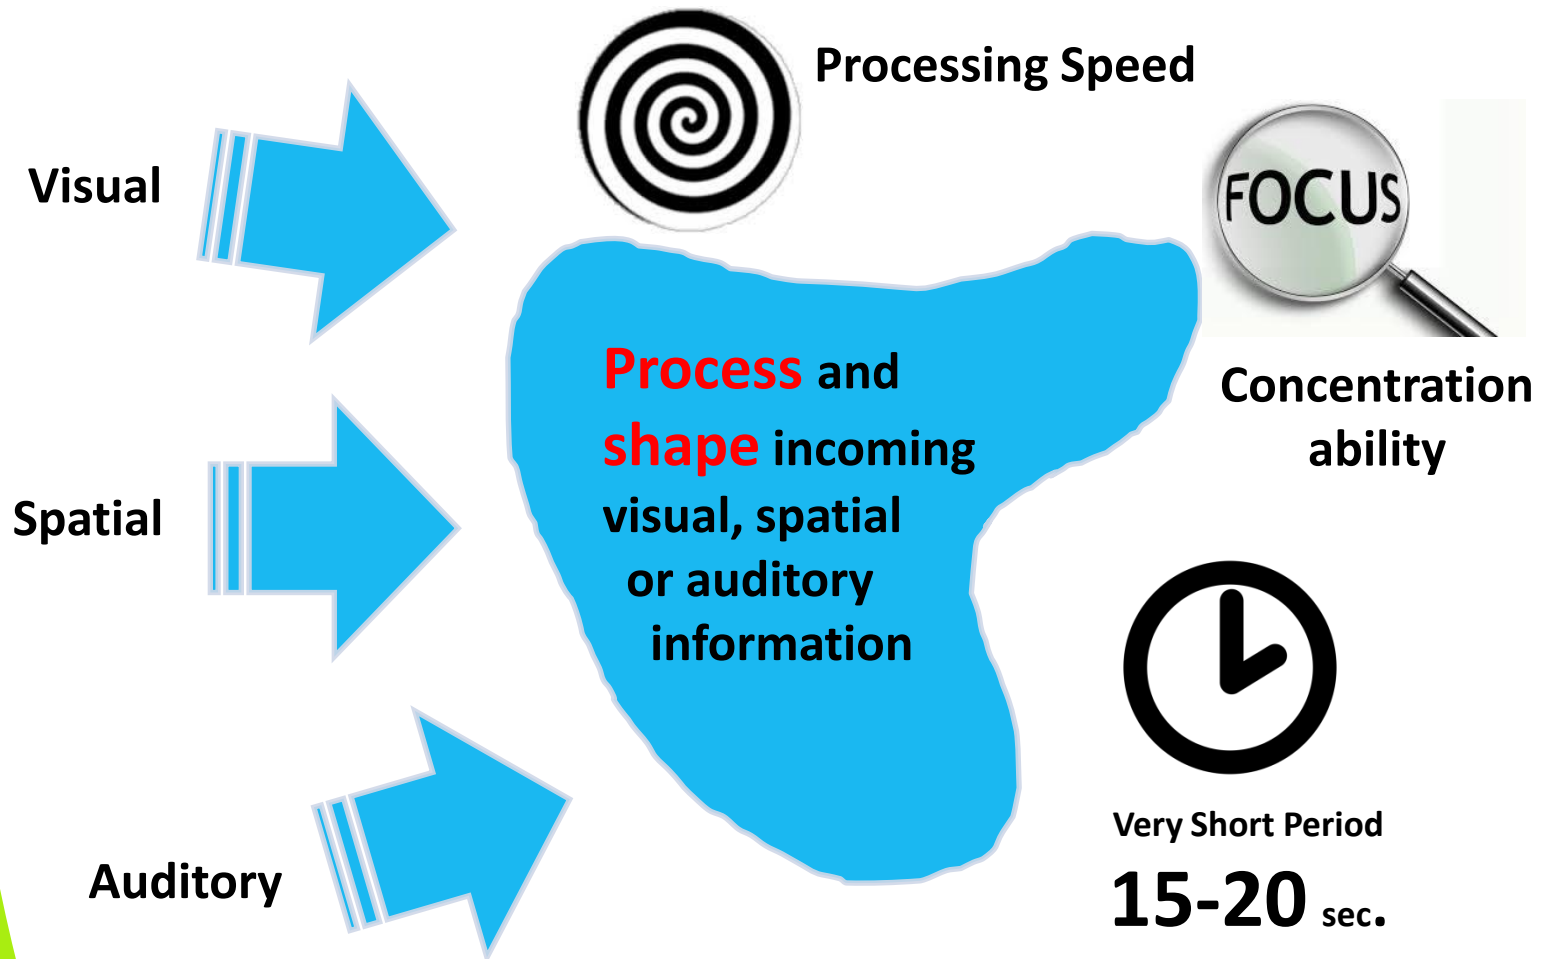 Processing Speed
FOCUS
Visual
Process and
shape incoming
visual, spatial
or auditory
information
Concentration
ability
Spatial
Auditory
Very Short Period
15-20 sec.